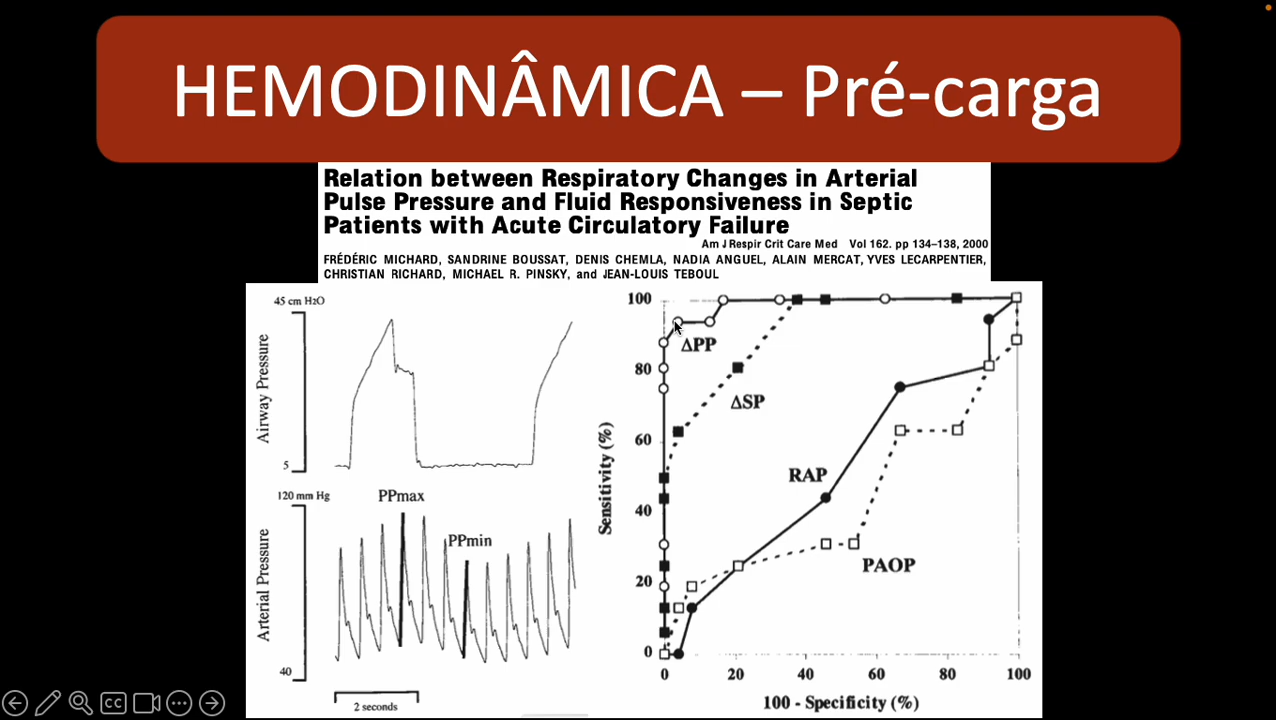 HEMODINÂMICA – Pré-carga
Relation between Respiratory Changes in Arterial
Pulse Pressure and Fluid Responsiveness in Septic
Patients with Acute Circulatory Failure
Am J Respir Crit Care Med Vol 162. pp 134–138, 2000
FRÉDÉRIC MICHARD, SANDRINE BOUSSAT, DENIS CHEMLA, NADIA ANGUEL, ALAIN MERCAT, YVES LECARPENTIER,
CHRISTIAN RICHARD, MICHAEL R. PINSKY, and JEAN-LOUIS TEBOUL
45 cm H2O
Airway Pressure
5
120 mm Hg
PPmax
PPmin
Arterial Pressure
40
2 seconds
100
80
60
40
20
0
Sensitivity (%)
ΔPP
ΔSP
RAP
PAOP
0 20 40 60 80 100
100 - Specificity (%)
CC